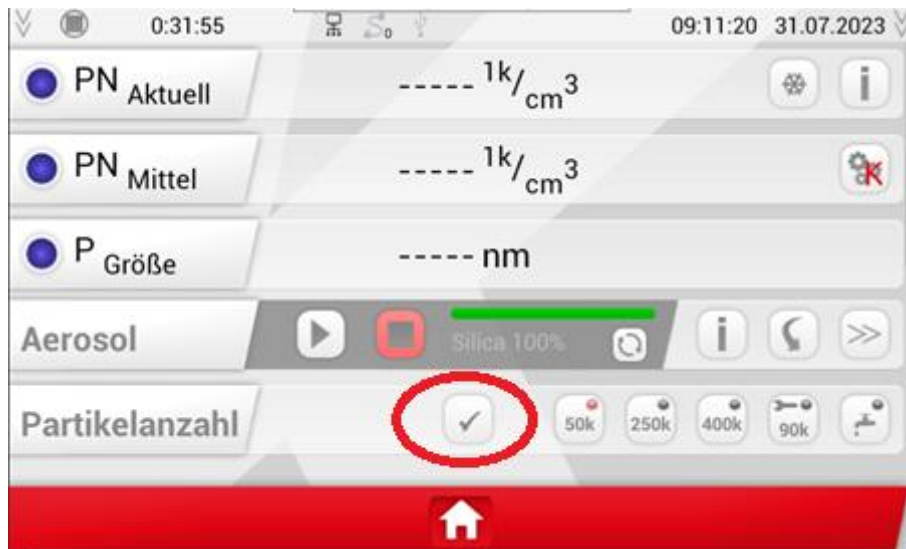 0:31:55 0 09:11:20 31.07.2023
PN Aktuell ----- 1k/cm3 i
PN Mittel ----- 1k/cm3 K
P Größe ----- nm
Aerosol Silica 100% i
Partikelanzahl 50k 250k 400k 90k